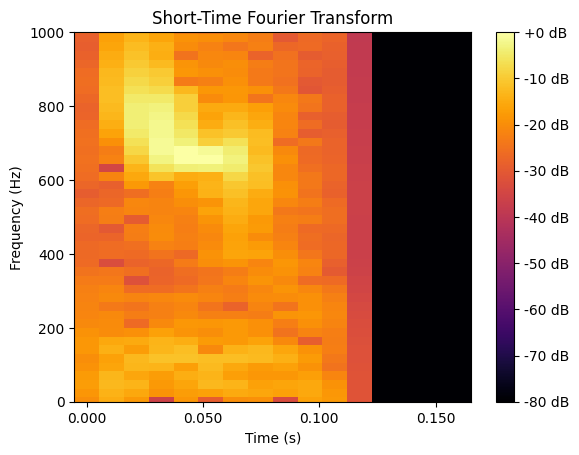 Short-Time Fourier Transform
1000
800
600
400
200
0
Frequency (Hz)
0.000
0.050
0.100
0.150
Time (s)
+0 dB
-10 dB
-20 dB
-30 dB
-40 dB
-50 dB
-60 dB
-70 dB
-80 dB